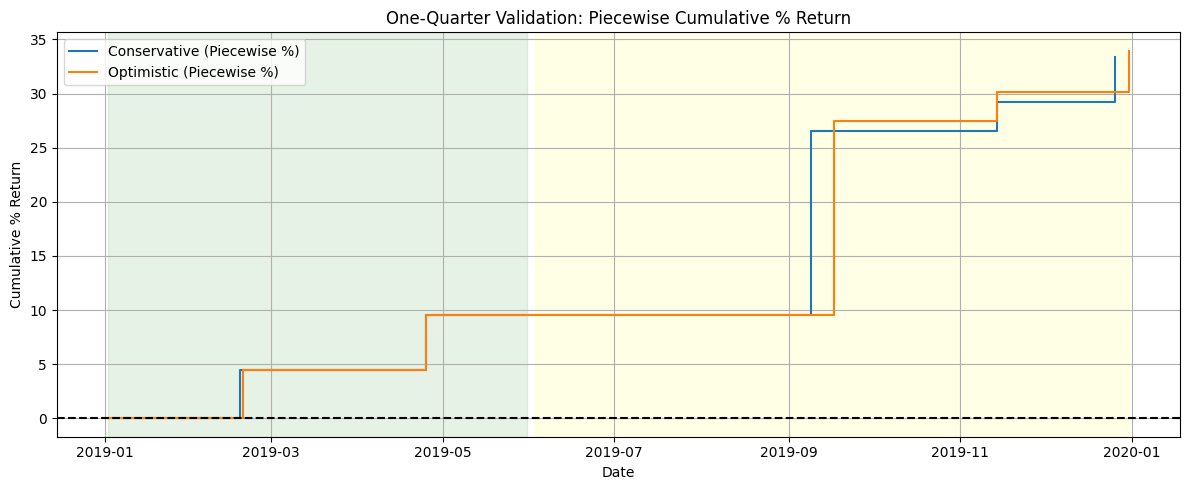 One-Quarter Validation: Piecewise Cumulative % Return
Conservative (Piecewise %)
Optimistic (Piecewise %)
Cumulative % Return
35
30
25
20
15
10
5
0
2019-01 2019-03 2019-05 2019-07 2019-09 2019-11 2020-01
Date